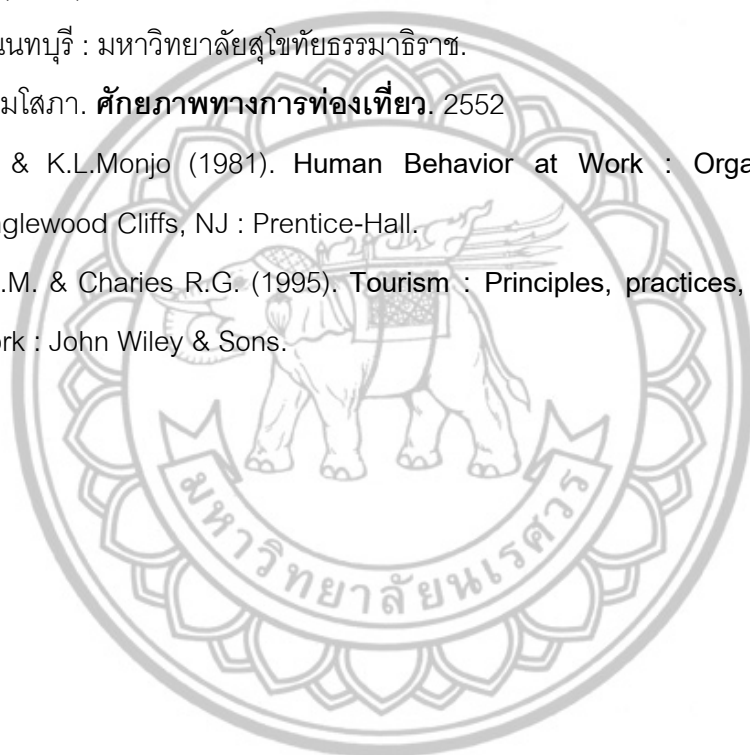 นนทบุรี : มหาวิทยาลัยสุโขทัยธรรมาธิราช.
มโสภา. ศักยภาพทางการท่องเที่ยว. 2552
& K.L.Monjo (1981). Human Behavior at Work : Orga
glewood Cliffs, NJ : Prentice-Hall.
.M. & Charies R.G. (1995). Tourism : Principles, practices,
ork : John Wiley & Sons.
มหาวิทยาลัยนเรศวร